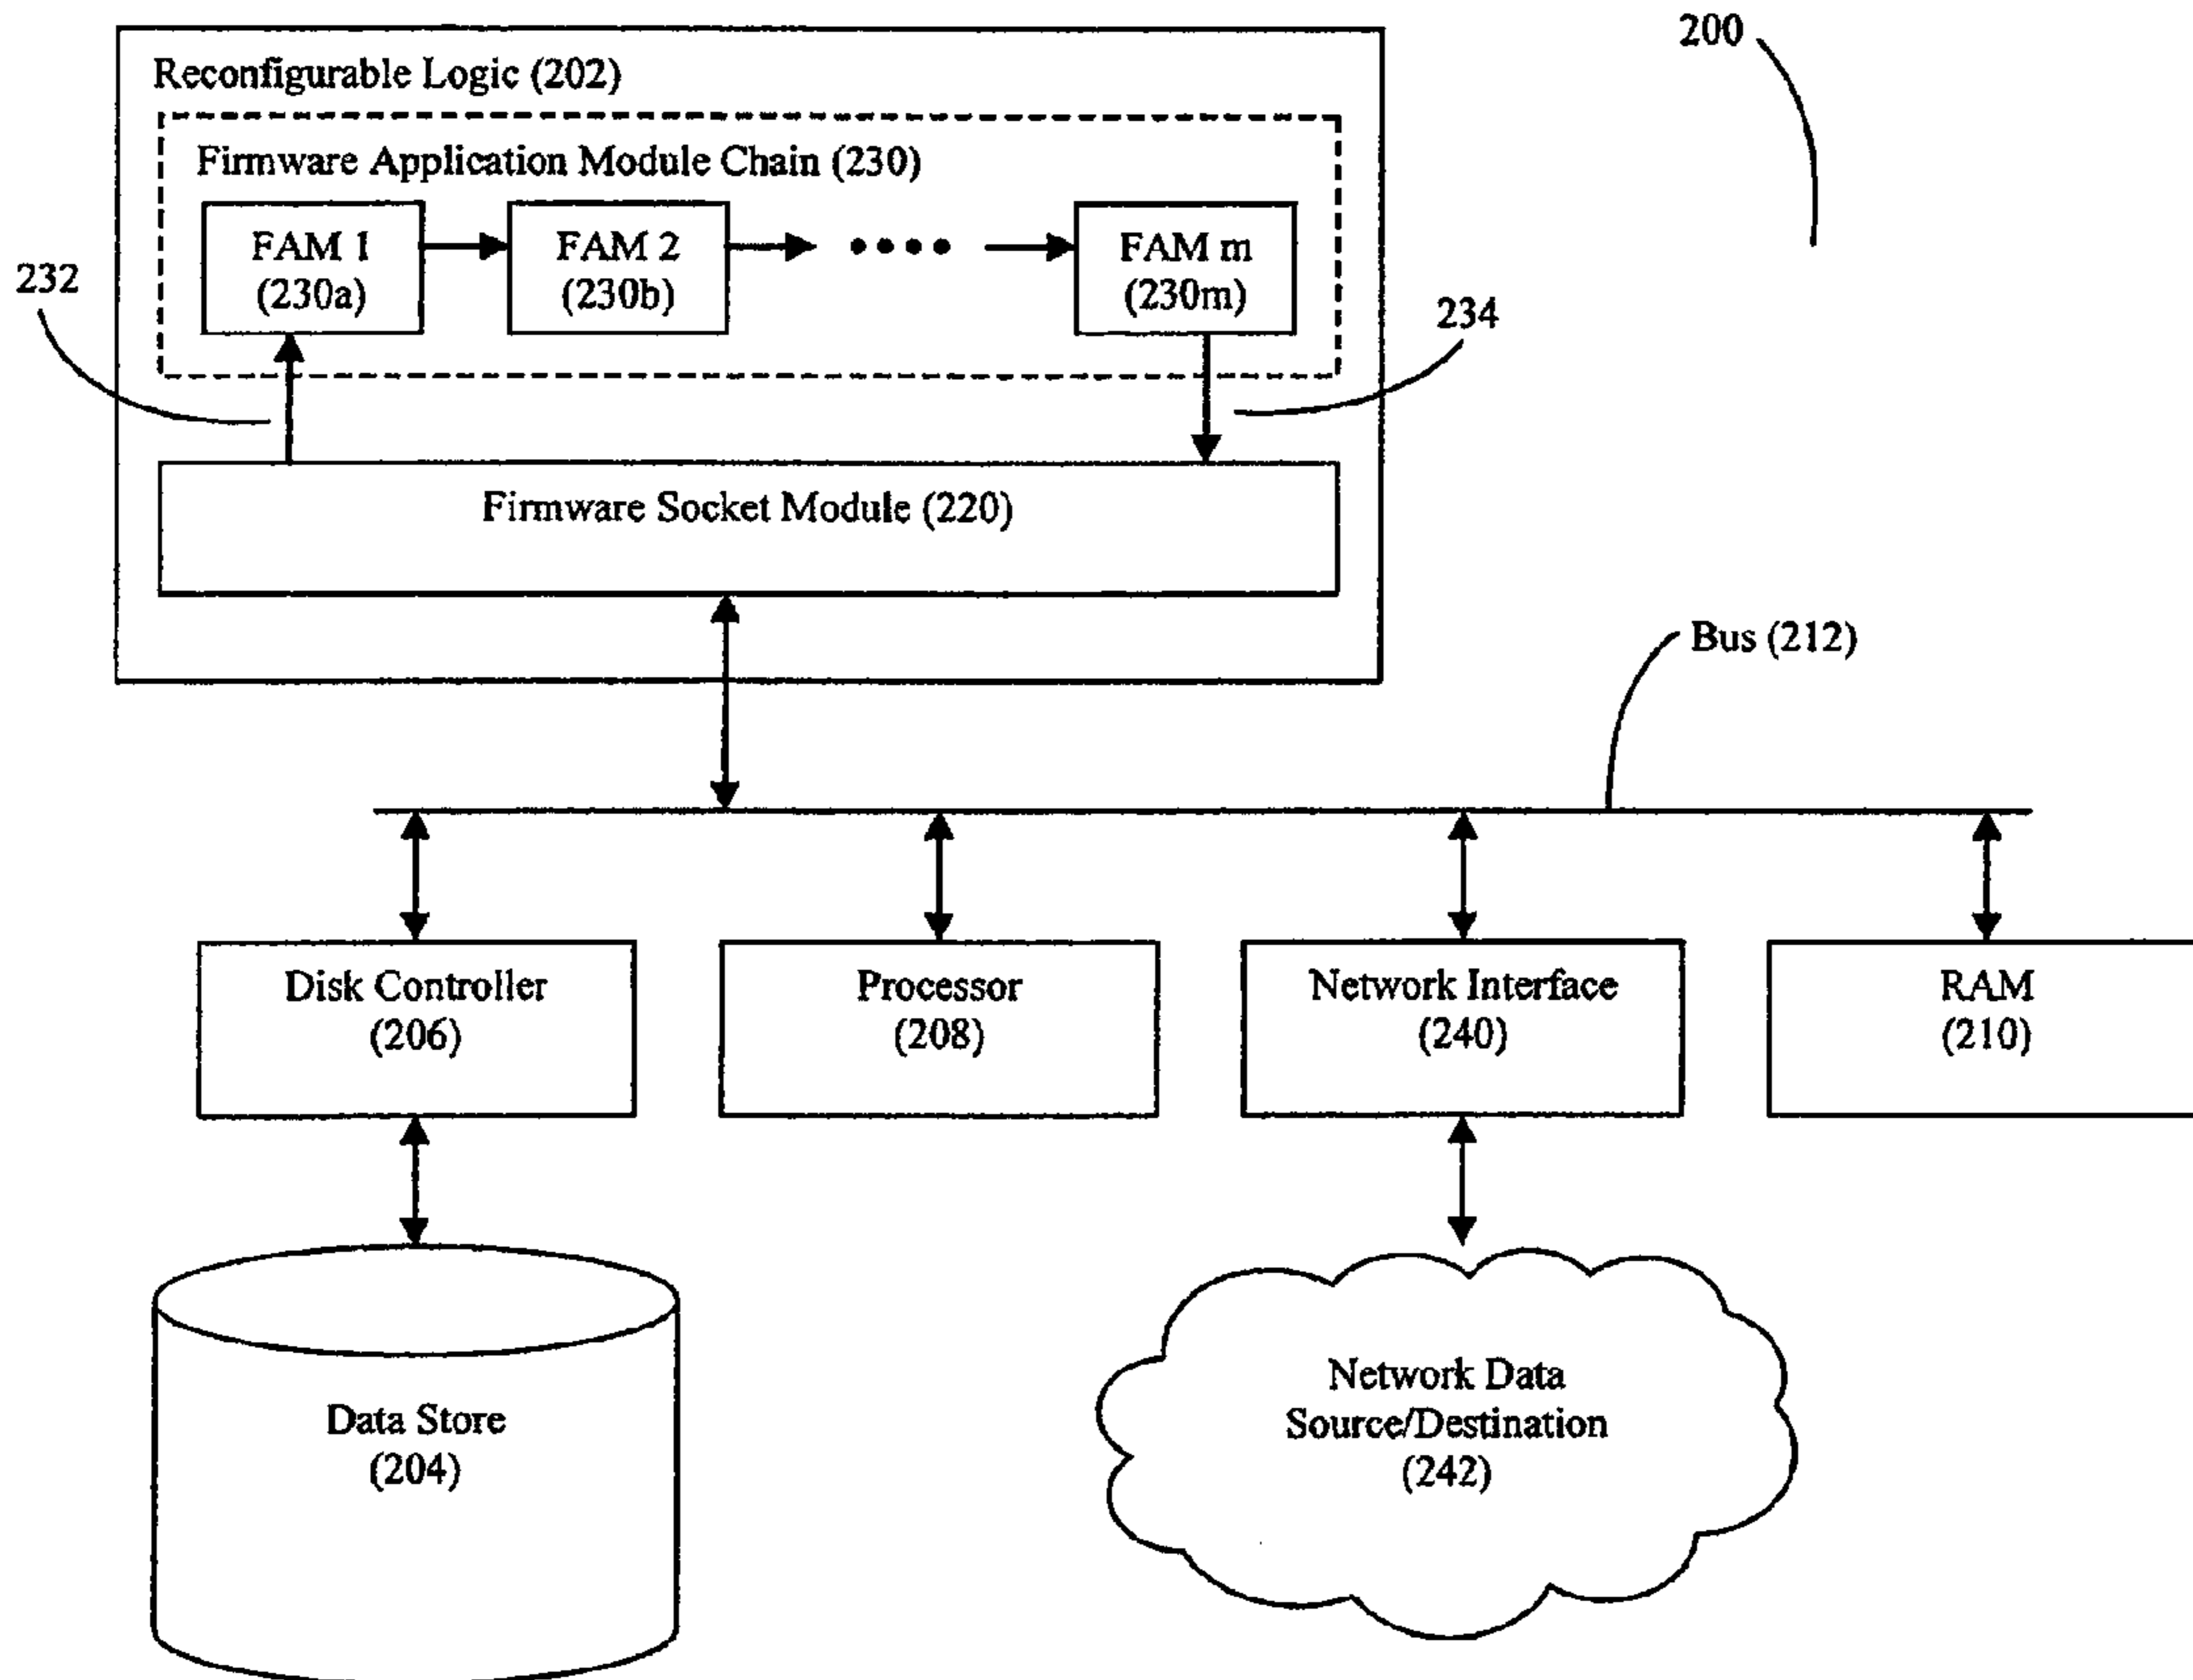 200
Reconfigurable Logic (202)
Firmware Application Module Chain (230)
FAM 1
(230a)
FAM 2
(230b)
FAM m
(230m)
232
234
Firmware Socket Module (220)
Bus (212)
Disk Controller
(206)
Processor
(208)
Network Interface
(240)
RAM
(210)
Data Store
(204)
Network Data
Source/Destination
(242)